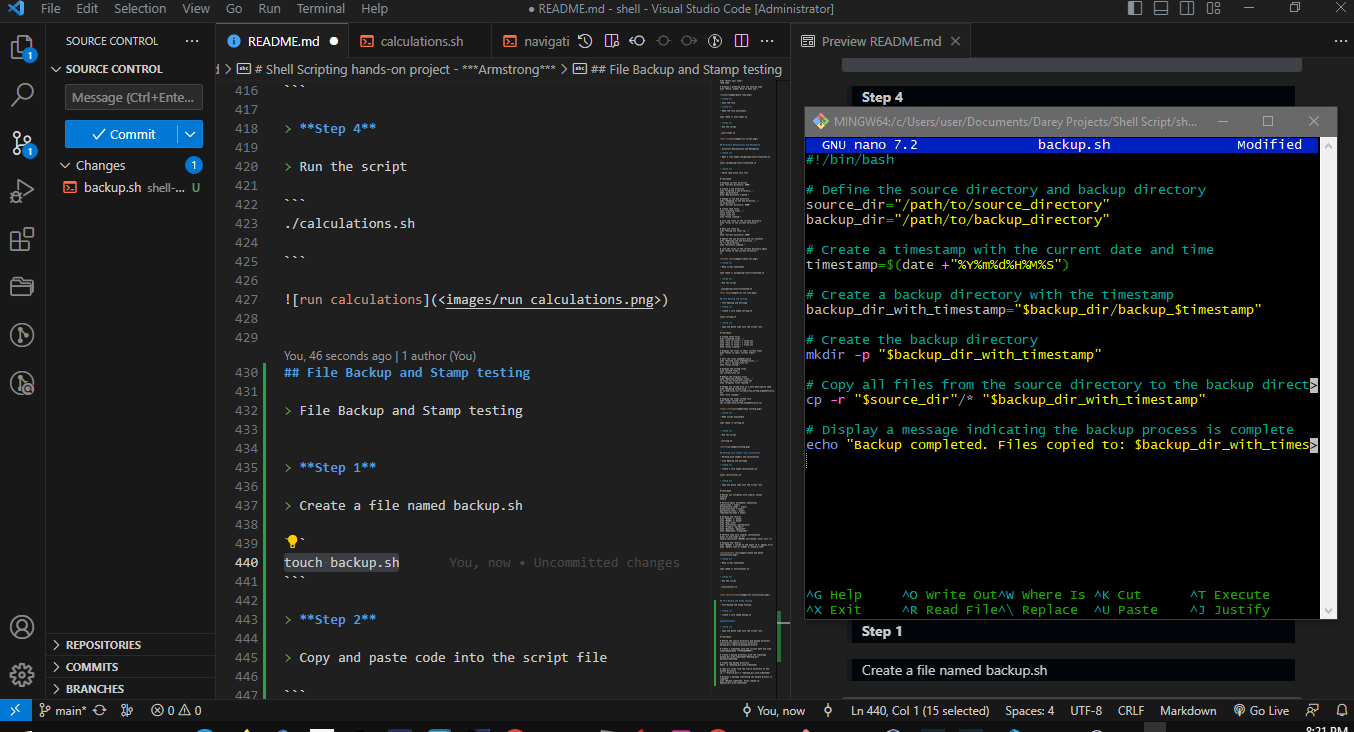 File Edit Selection View Go Run Terminal Help
● README.md - shell - Visual Studio Code [Administrator]
SOURCE CONTROL ···
README.md ●
calculations.sh
navigati
···
Preview README.md ×
···
SOURCE CONTROL
Message (Ctrl+Ente...
Commit
Changes 1
backup.sh shell-... U
REPOSITORIES
COMMITS
BRANCHES
1
1
d > # Shell Scripting hands-on project - ***Armstrong*** > ## File Backup and Stamp testing
416 ```
417
418 > **Step 4**
419
420 > Run the script
421
422 ```
423 ./calculations.sh
424
425 ```
426
427 ![run calculations](<images/run calculations.png>)
428
429
You, 46 seconds ago | 1 author (You)
430 ## File Backup and Stamp testing
431
432 > File Backup and Stamp testing
433
434
435 > **Step 1**
436
437 > Create a file named backup.sh
438
439 `
440 touch backup.sh You, now • Uncommitted changes
441 ```
442
443 > **Step 2**
444
445 > Copy and paste code into the script file
446
447 ```
Step 4
MINGW64:/c/Users/user/Documents/Darey Projects/Shell Script/sh...
GNU nano 7.2 backup.sh Modified
#!/bin/bash
# Define the source directory and backup directory
source_dir="/path/to/source_directory"
backup_dir="/path/to/backup_directory"
# Create a timestamp with the current date and time
timestamp=$(date +"%Y%m%d%H%M%S")
# Create a backup directory with the timestamp
backup_dir_with_timestamp="$backup_dir/backup_$timestamp"
# Create the backup directory
mkdir -p "$backup_dir_with_timestamp"
# Copy all files from the source directory to the backup direct>
cp -r "$source_dir"/* "$backup_dir_with_timestamp"
# Display a message indicating the backup process is complete
echo "Backup completed. Files copied to: $backup_dir_with_times>
^G Help ^O Write Out ^W Where Is ^K Cut ^T Execute
^X Exit ^R Read File ^\ Replace ^U Paste ^J Justify
Step 1
Create a file named backup.sh
main* 0 0 You, now Ln 440, Col 1 (15 selected) Spaces: 4 UTF-8 CRLF Markdown Go Live
8:21 PM